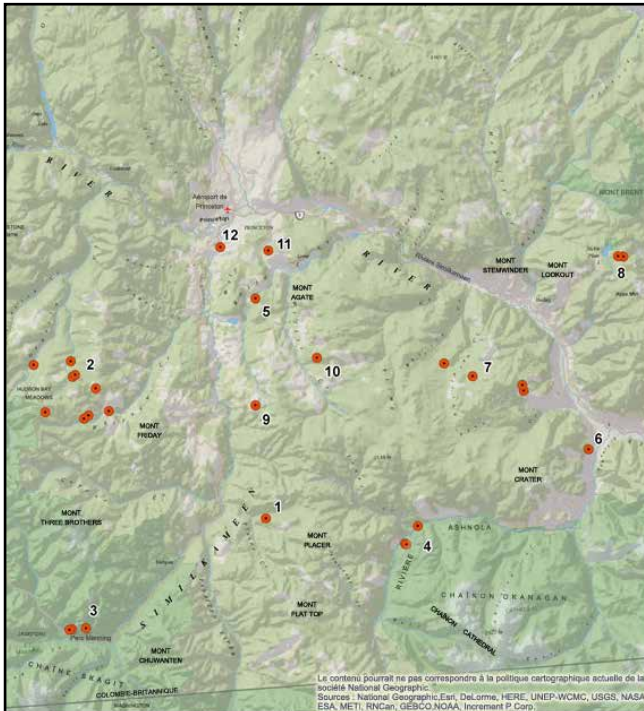 RIVER
MONT BRENT
Aéroport de
Princeton
PRINCETON
12
11
RIVER
MONT
STEMWINDER
MONT
LOOKOUT
8
MONT
AGATE
5
2
10
7
HUDSON BAY
MEADOWS
9
MONT
FRIDAY
6
MONT
CRATER
MONT
THREE BROTHERS
1
SIMILKAMEEN
MONT
PLACER
ASHNOLA
4
RIVIÈRE
MONT
FLAT TOP
CHAÎNON OKANAGAN
CHAÎNON CATHEDRAL
3
Parc Manning
MONT
CHUWANTEN
CHAÎNE SKAGIT
COLOMBIE-BRITANNIQUE
WASHINGTON
Le contenu pourrait ne pas correspondre à la politique cartographique actuelle de la
société National Geographic.
Sources : National Geographic,Esri, DeLorme, HERE, UNEP-WCMC, USGS, NASA,
ESA, METI, RNCan, GEBCO,NOAA, Increment P Corp.